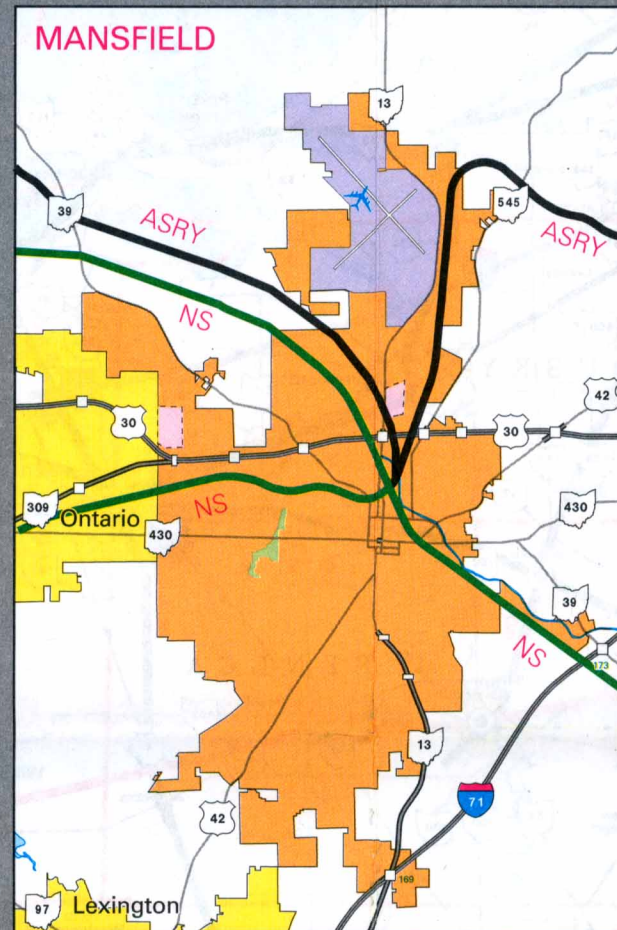 MANSFIELD
13
39
545
ASRY
ASRY
NS
42
30
30
309
Ontario
NS
430
430
39
NS
173
13
71
42
169
97
Lexington